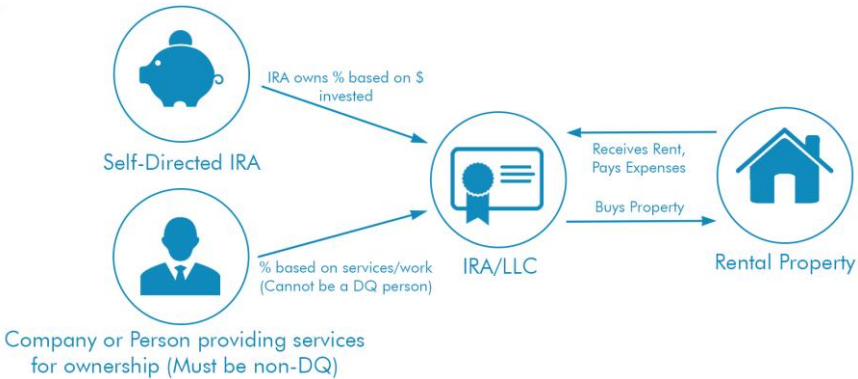 IRA owns % based on $
invested
Self-Directed IRA
Receives Rent,
Pays Expenses
Buys Property
% based on services/work
(Cannot be a DQ person)
IRA/LLC
Rental Property
Company or Person providing services
for ownership (Must be non-DQ)